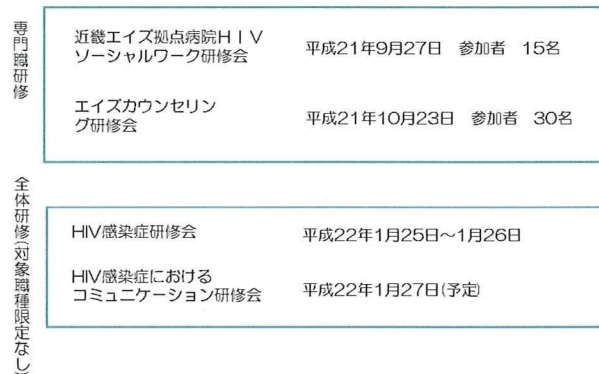 専門職研修
近畿エイズ拠点病院ＨＩＶ
ソーシャルワーク研修会
平成21年9月27日　参加者　15名
エイズカウンセリン
グ研修会
平成21年10月23日　参加者　30名
全体研修(対象職種限定なし)
HIV感染症研修会
平成22年1月25日～1月26日
HIV感染症における
コミュニケーション研修会
平成22年1月27日(予定)